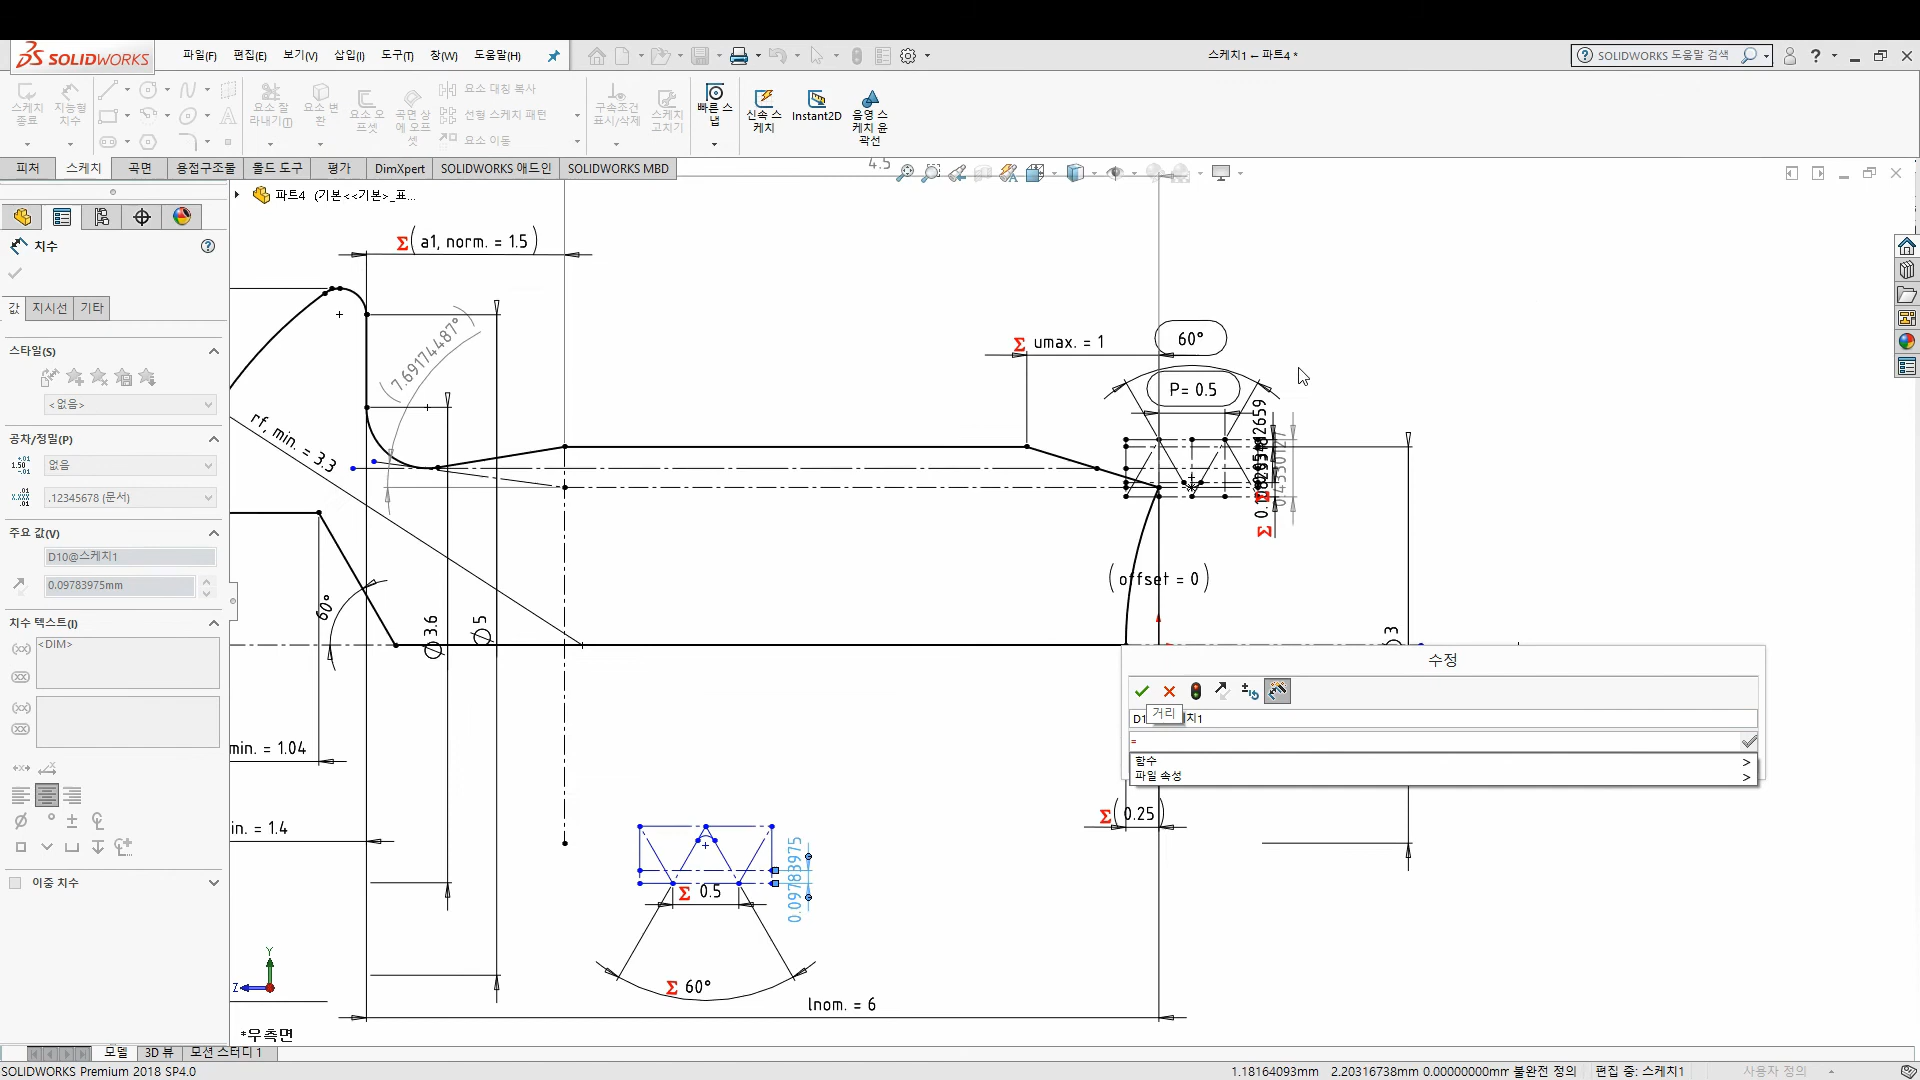 SOLIDWORKS
파일(F)
편집(E)
보기(V)
삽입(I)
도구(T)
창(W)
도움말(H)
스케치1 ← 파트4 *
SOLIDWORKS 도움말 검색
스케치 종료
지능형 치수
요소 잘라내기(T)
요소 변환
요소 오프셋
곡면 상에 오프셋
요소 대칭 복사
선형 스케치 패턴
요소 이동
구속조건 표시/삭제
스케치 고치기
빠른 스냅
신속 스케치
Instant2D
음영 스케치 윤곽선
피처
스케치
곡면
용접구조물
몰드 도구
평가
DimXpert
SOLIDWORKS 애드인
SOLIDWORKS MBD
4.5
파트4 (기본<<기본>_표...
치수
값
지시선
기타
스타일(S)
<없음>
공차/정밀(P)
없음
.12345678 (문서)
주요 값(V)
D10@스케치1
0.09783975mm
치수 텍스트(I)
<DIM>
이중 치수
Σ (a1, norm. = 1.5)
(7.69174487°)
rf, min. = 3.3
Σ umax. = 1
60°
P= 0.5
(offset = 0)
60°
∅ 3.6
∅ 5
∅ 3
min. = 1.04
in. = 1.4
수정
거리
=
함수 >
파일 속성 >
Σ (0.25)
0.09783975
Σ 0.5
Σ 60°
lnom. = 6
Y
Z
*우측면
모델
3D 뷰
모션 스터디 1
SOLIDWORKS Premium 2018 SP4.0
1.18164093mm
2.20316738mm 0.00000000mm 불완전 정의
편집 중: 스케치1
사용자 정의